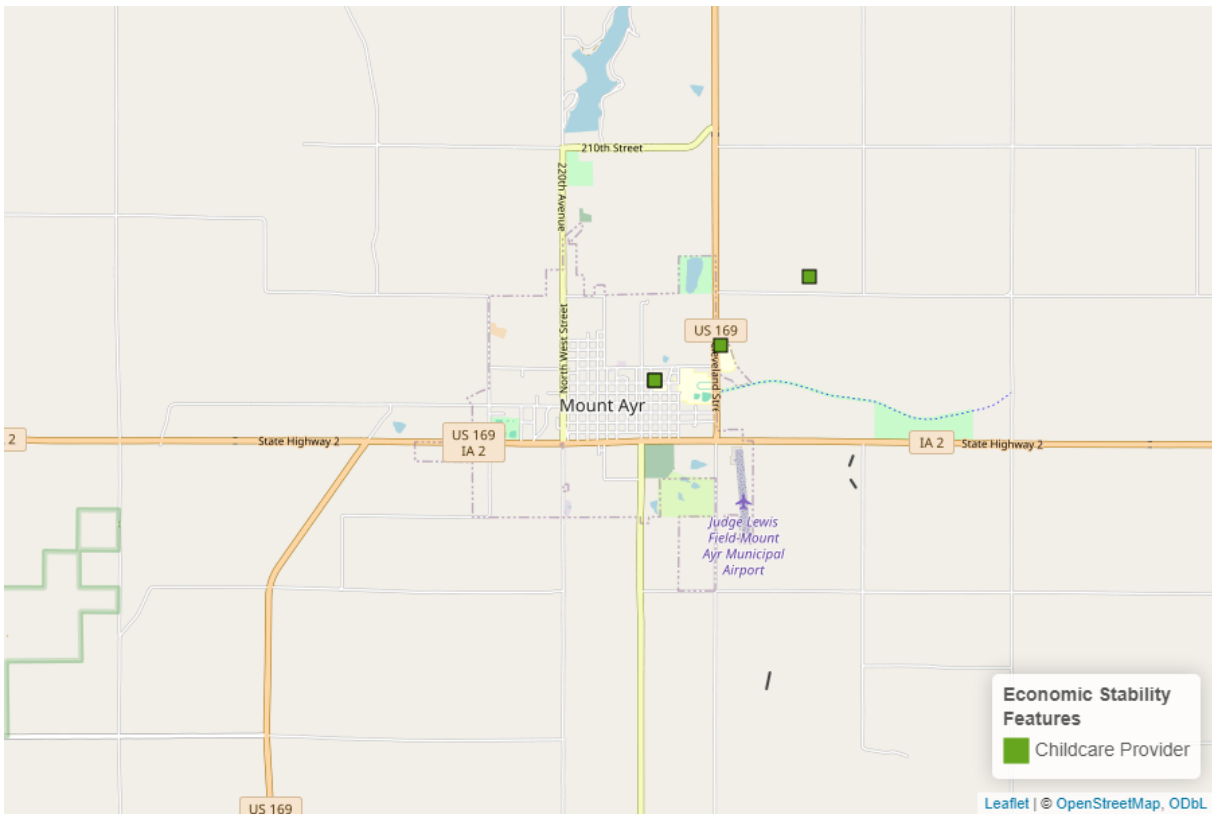 210th Street
220th Avenue
US 169
North West Street
Mount Ayr
2
State Highway 2
US 169
IA 2
IA 2
State Highway 2
Judge Lewis
Field-Mount
Ayr Municipal
Airport
Economic Stability
Features
Childcare Provider
US 169
Leaflet | © OpenStreetMap, ODbL